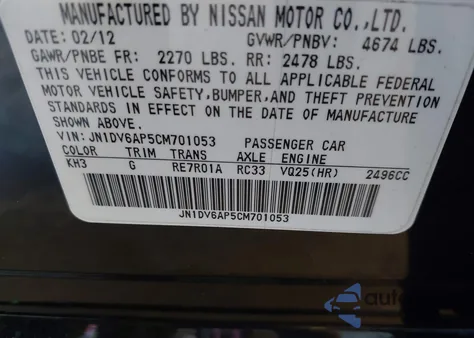 MANUFACTURED BY NISSAN MOTOR CO.,LTD.
DATE: 02/12 GVWR/PNBV: 4674 LBS.
GAWR/PNBE FR: 2270 LBS. RR: 2478 LBS.
THIS VEHICLE CONFORMS TO ALL APPLICABLE FEDERAL
MOTOR VEHICLE SAFETY,BUMPER,AND THEFT PREVENTION
STANDARDS IN EFFECT ON THE DATE OF MANUFACTURE
SHOWN ABOVE.
VIN: JN1DV6AP5CM701053 PASSENGER CAR
COLOR TRIM TRANS AXLE ENGINE
KH3 G RE7R01A RC33 VQ25(HR) 2496CC
JN1DV6AP5CM701053